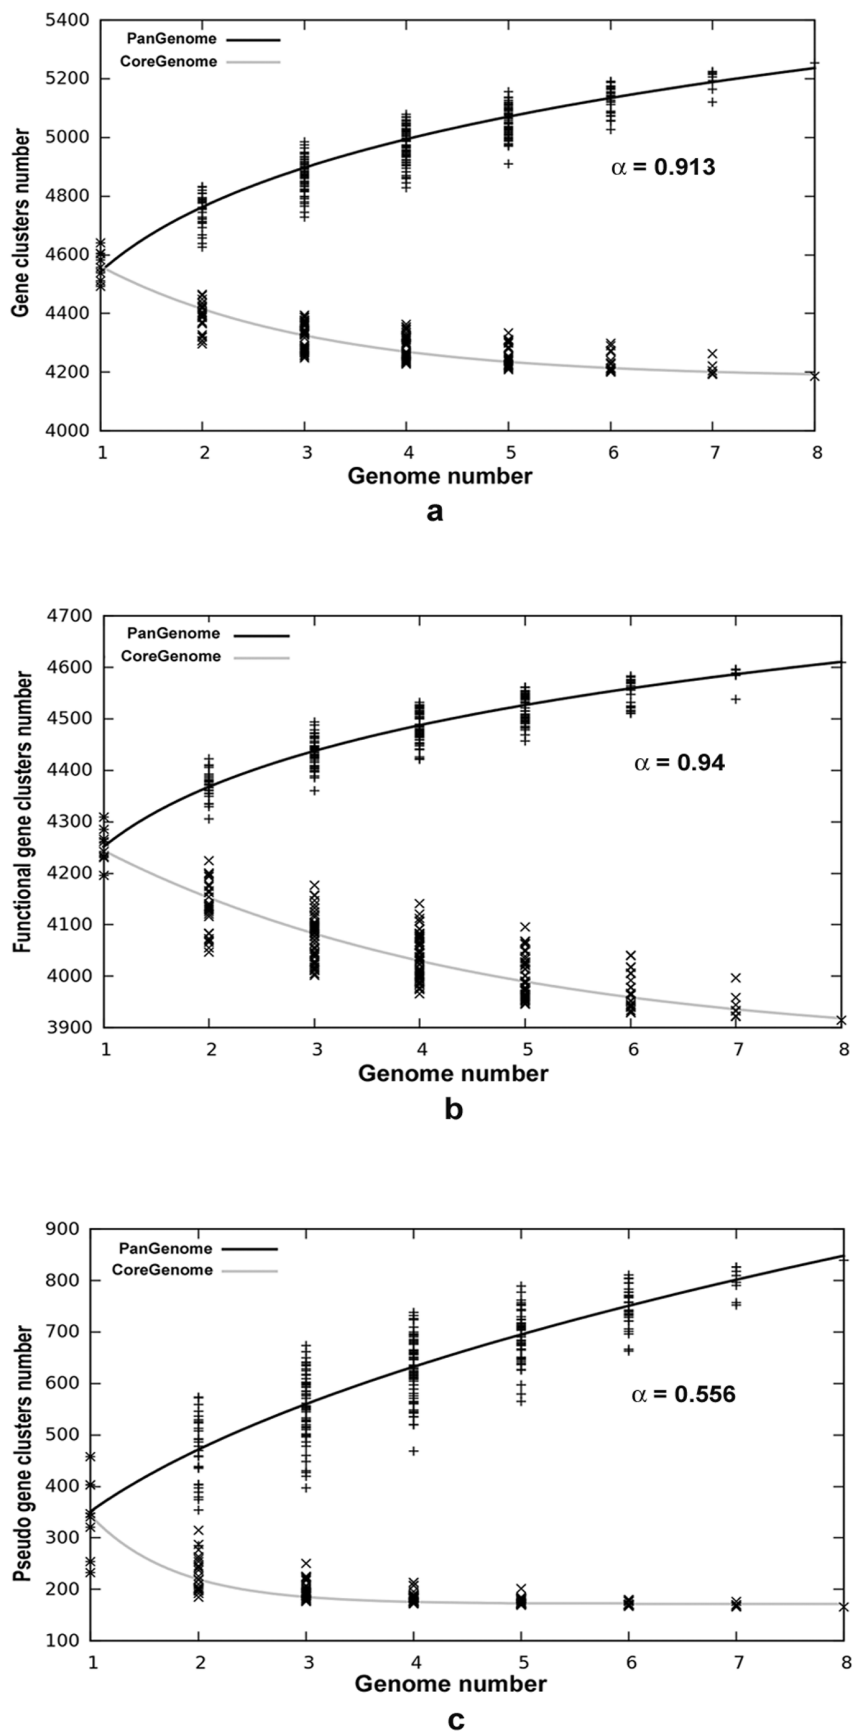 5400
PanGenome
CoreGenome
5200
5000
α = 0.913
4800
4600
4400
4200
4000
Gene clusters number
1 2 3 4 5 6 7 8
Genome number
a
4700
PanGenome
CoreGenome
4600
4500
α = 0.94
4400
4300
4200
4100
4000
3900
Functional gene clusters number
1 2 3 4 5 6 7 8
Genome number
b
900
PanGenome
CoreGenome
800
700
600
α = 0.556
500
400
300
200
100
Pseudo gene clusters number
1 2 3 4 5 6 7 8
Genome number
c